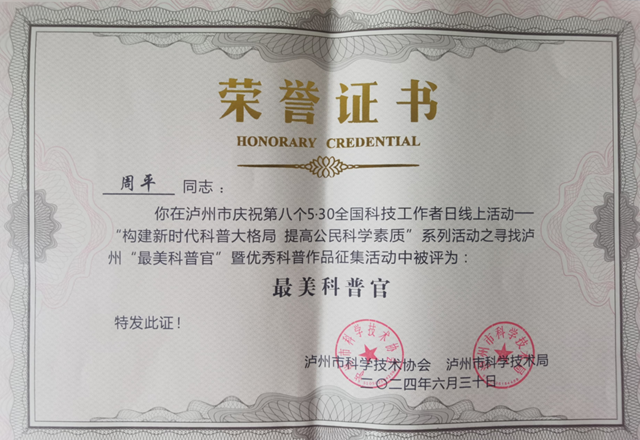 荣誉证书
HONORARY CREDENTIAL
周平 同志：
你在泸州市庆祝第八个5·30全国科技工作者日线上活动——
“构建新时代科普大格局 提高公民科学素质”系列活动之寻找泸
州“最美科普官”暨优秀科普作品征集活动中被评为：
最美科普官
特发此证！
泸州市科学技术协会 泸州市科学技术局
二〇二四年六月三十日